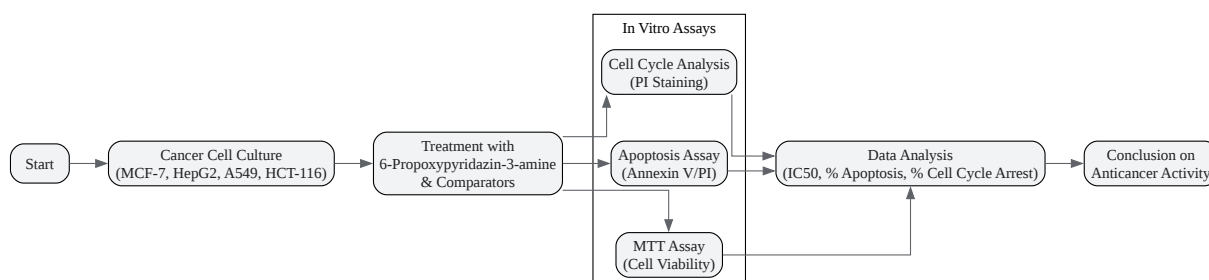 In Vitro Assays
Cell Cycle Analysis
(PI Staining)
Start
Cancer Cell Culture
(MCF-7, HepG2, A549, HCT-116)
Treatment with
6-Propoxypyridazin-3-amine
& Comparators
Apoptosis Assay
(Annexin V/PI)
Data Analysis
(IC50, % Apoptosis, % Cell Cycle Arrest)
Conclusion on
Anticancer Activity
MTT Assay
(Cell Viability)